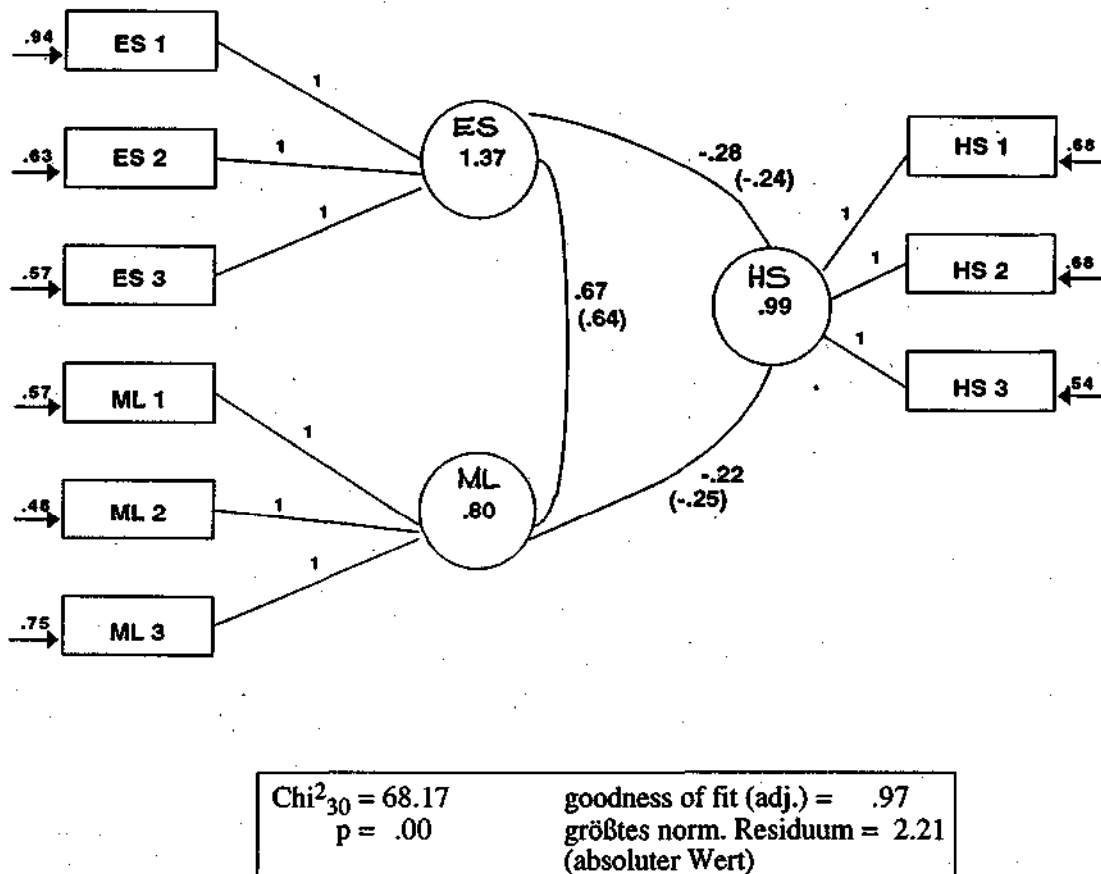 .94
ES 1
1
ES
1.37
.63
ES 2
1
.57
ES 3
1
-.28
(-.24)
HS 1
.68
1
HS
.99
1
HS 2
.68
1
HS 3
.54
.67
(.64)
.57
ML 1
1
ML
.80
ML 2
1
.75
ML 3
1
-.22
(-.25)
Chi²₃₀ = 68.17 goodness of fit (adj.) = .97
p = .00 größtes norm. Residuum = 2.21
(absoluter Wert)